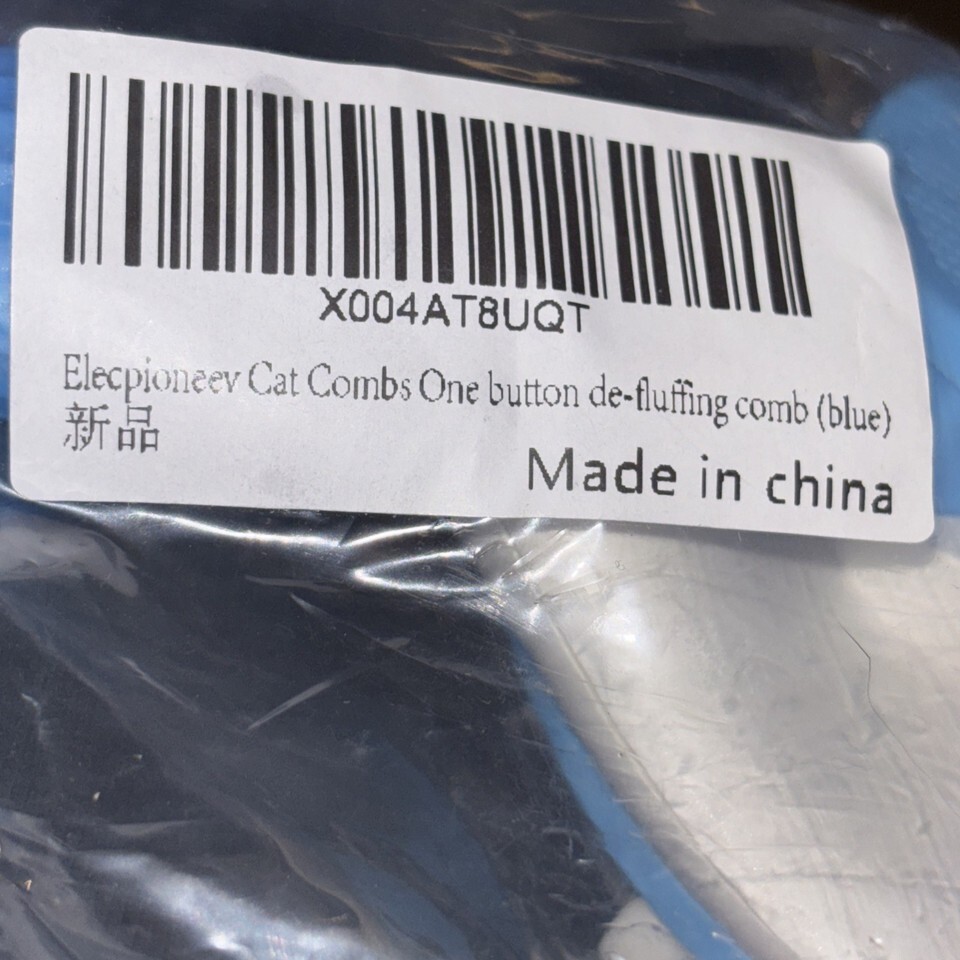 X004AT8UQT
Elecpioneev Cat Combs One button de-fluffing comb (blue)
新品
Made in china